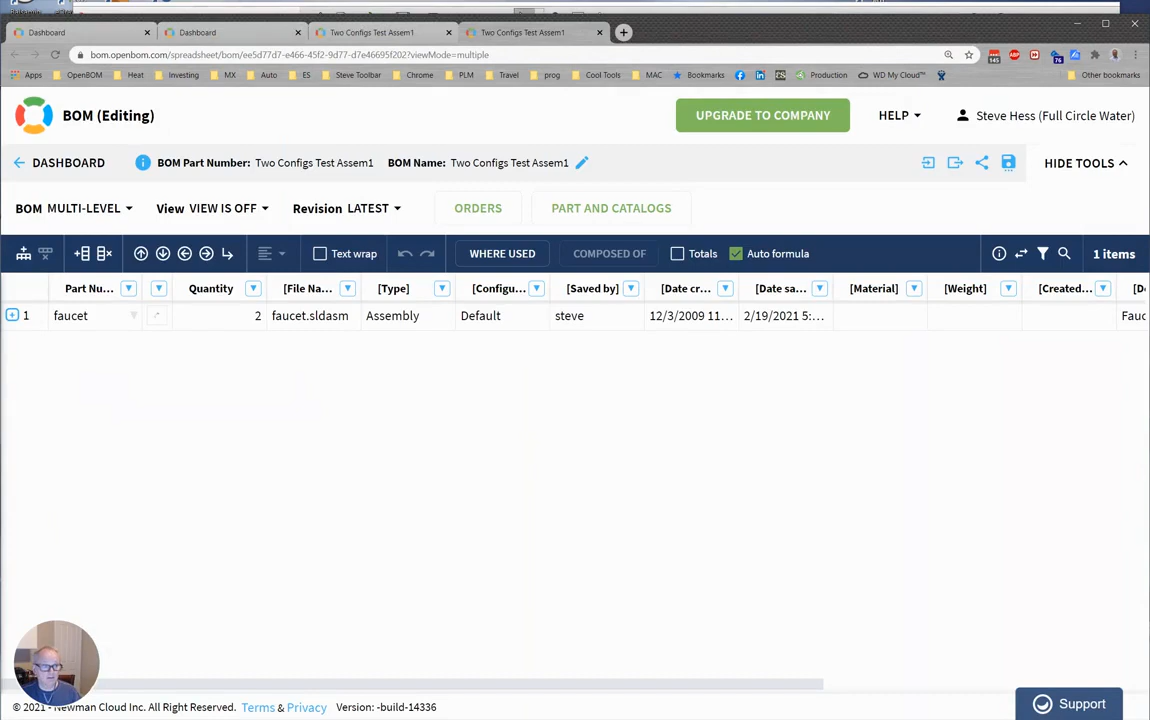 Dashboard
Dashboard
Two Configs Test Assem1
Two Configs Test Assem1
bom.openbom.com/spreadsheet/bom/ee5d77d7-e466-45f2-9d77-d7e46695f202?viewMode=multiple
Apps
OpenBOM
Heat
Investing
MX
Auto
ES
Steve Toolbar
Chrome
PLM
Travel
prog
Cool Tools
MAC
Bookmarks
Production
WD My Cloud™
Other bookmarks
BOM (Editing)
UPGRADE TO COMPANY
HELP
Steve Hess (Full Circle Water)
DASHBOARD
BOM Part Number: Two Configs Test Assem1
BOM Name: Two Configs Test Assem1
HIDE TOOLS
BOM MULTI-LEVEL
View VIEW IS OFF
Revision LATEST
ORDERS
PART AND CATALOGS
Text wrap
WHERE USED
COMPOSED OF
Totals
Auto formula
1 items
Part Nu...
Quantity
[File Na...
[Type]
[Configu...
[Saved by]
[Date cr...
[Date sa...
[Material]
[Weight]
[Created...
1
faucet
2
faucet.sldasm
Assembly
Default
steve
12/3/2009 11...
2/19/2021 5:...
Fauc
© 2021 - Newman Cloud Inc. All Right Reserved.
Terms & Privacy
Version: -build-14336
Support